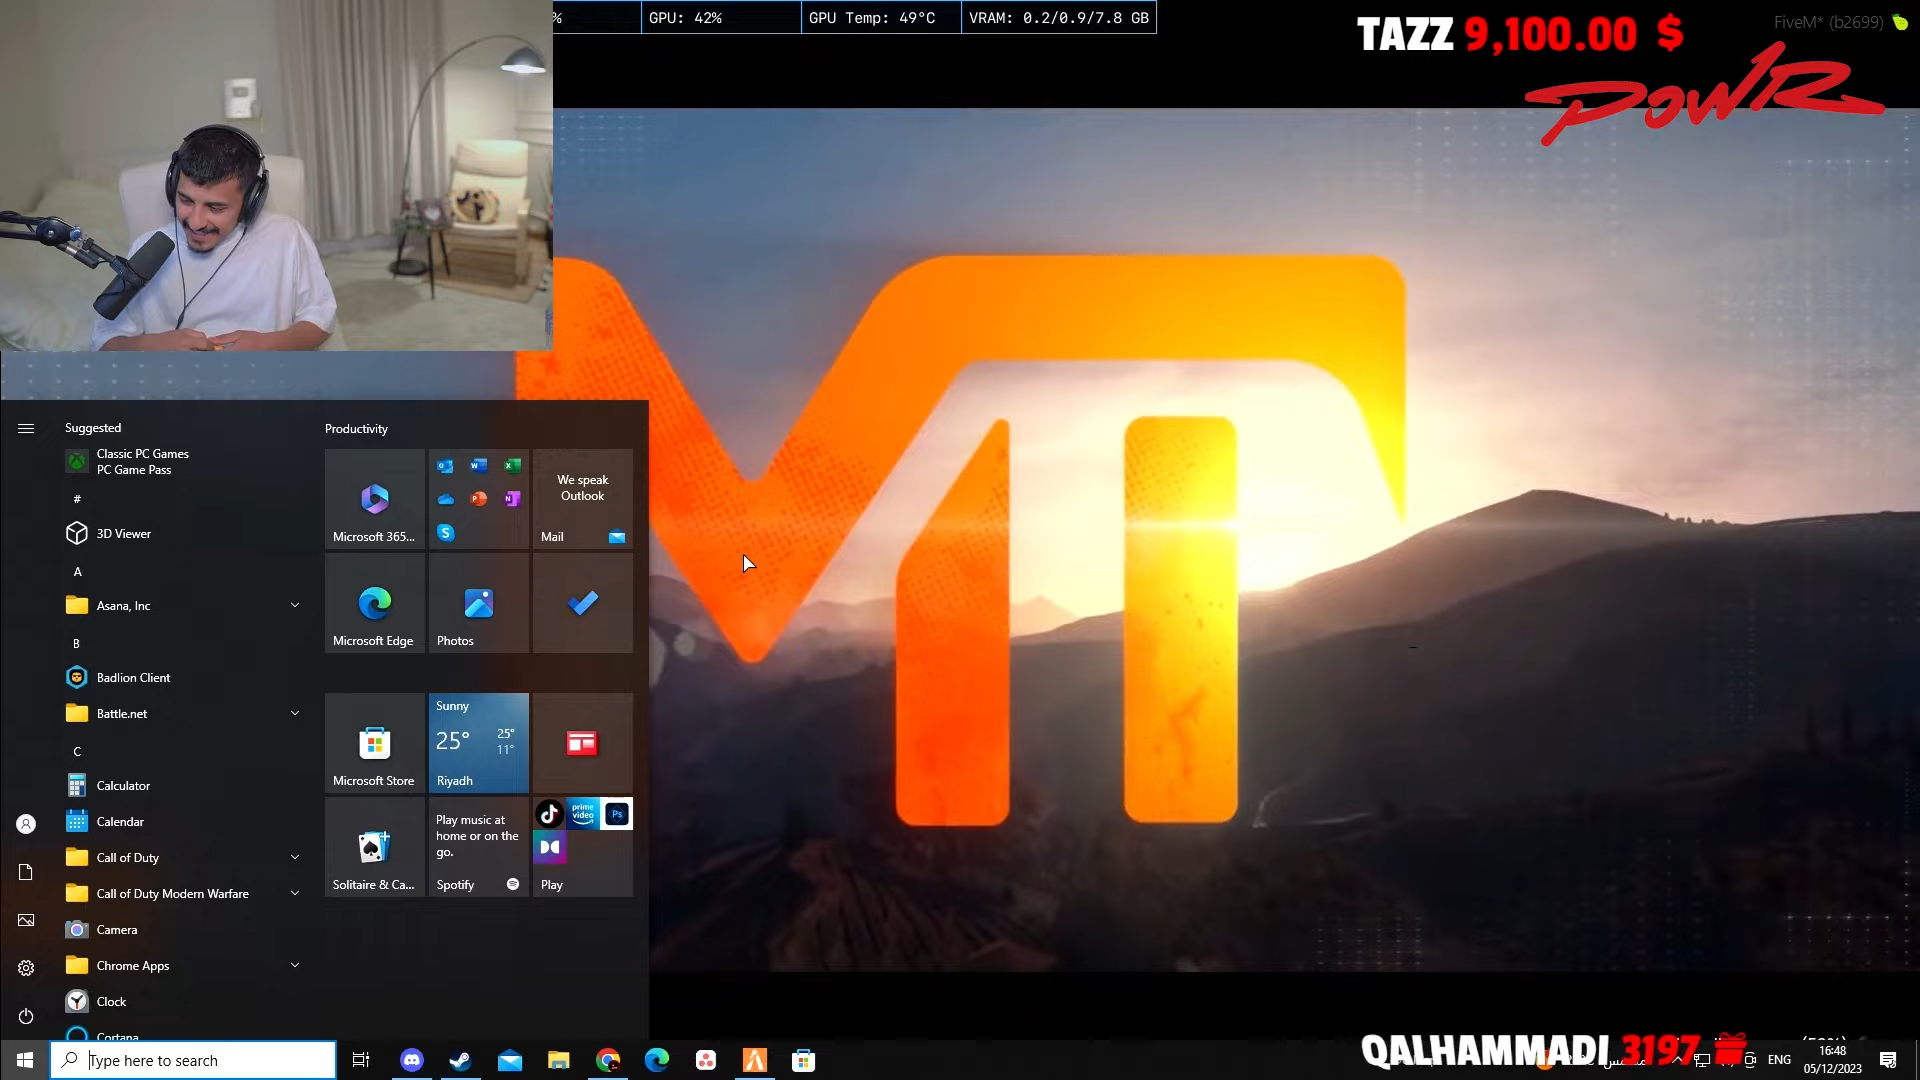 %
GPU: 42%
GPU Temp: 49°C
VRAM: 0.2/0.9/7.8 GB
TAZZ 9,100.00 $
FiveM* (b2699)
POWR
Suggested
Classic PC Games
PC Game Pass
#
3D Viewer
A
Asana, Inc
B
Badlion Client
Battle.net
C
Calculator
Calendar
Call of Duty
Call of Duty Modern Warfare
Camera
Chrome Apps
Clock
Cortana
Productivity
Microsoft 365...
We speak
Outlook
Mail
Microsoft Edge
Photos
Microsoft Store
Sunny
25°
25°
11°
Riyadh
Solitaire & Ca...
Play music at
home or on the
go.
Spotify
prime
video
Ps
Play
Type here to search
QALHAMMADI 3197
ENG
16:48
05/12/2023